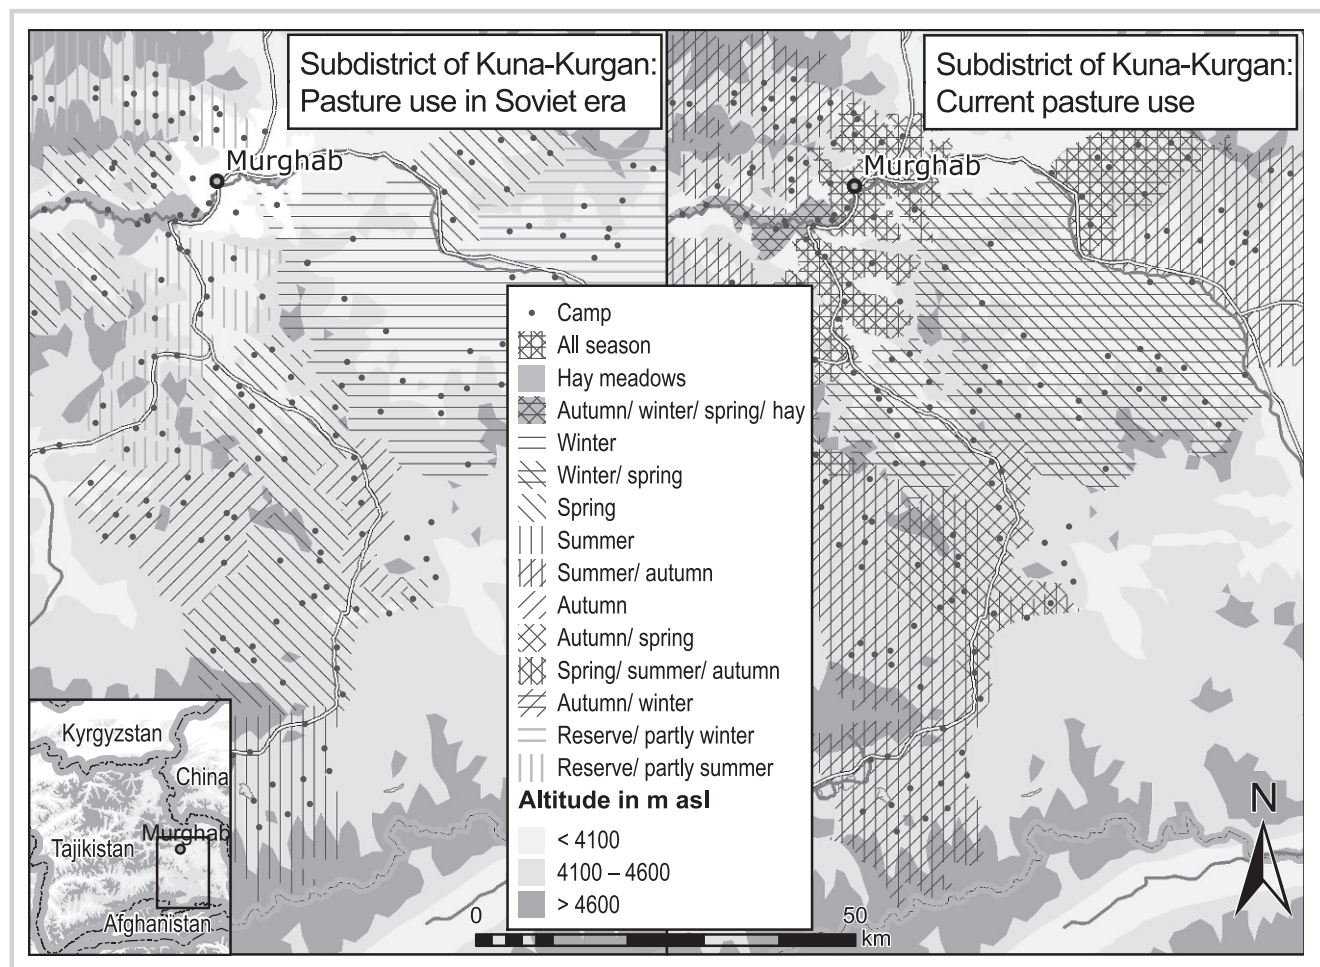 Subdistrict of Kuna-Kurgan:
Pasture use in Soviet era
Subdistrict of Kuna-Kurgan:
Current pasture use
Murghab
Murghab
Camp
All season
Hay meadows
Autumn/ winter/ spring/ hay
Winter
Winter/ spring
Spring
Summer
Summer/ autumn
Autumn
Autumn/ spring
Spring/ summer/ autumn
Autumn/ winter
Reserve/ partly winter
Reserve/ partly summer
Altitude in m asl
< 4100
4100 – 4600
> 4600
Kyrgyzstan
China
Murghab
Tajikistan
Afghanistan
N
0
50
km